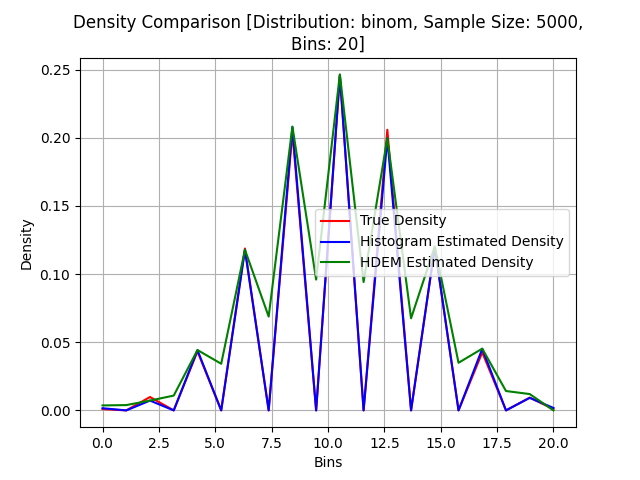 Density Comparison [Distribution: binom, Sample Size: 5000,
Bins: 20]
0.25
0.20
0.15
0.10
0.05
0.00
Density
True Density
Histogram Estimated Density
HDEM Estimated Density
0.0 2.5 5.0 7.5 10.0 12.5 15.0 17.5 20.0
Bins